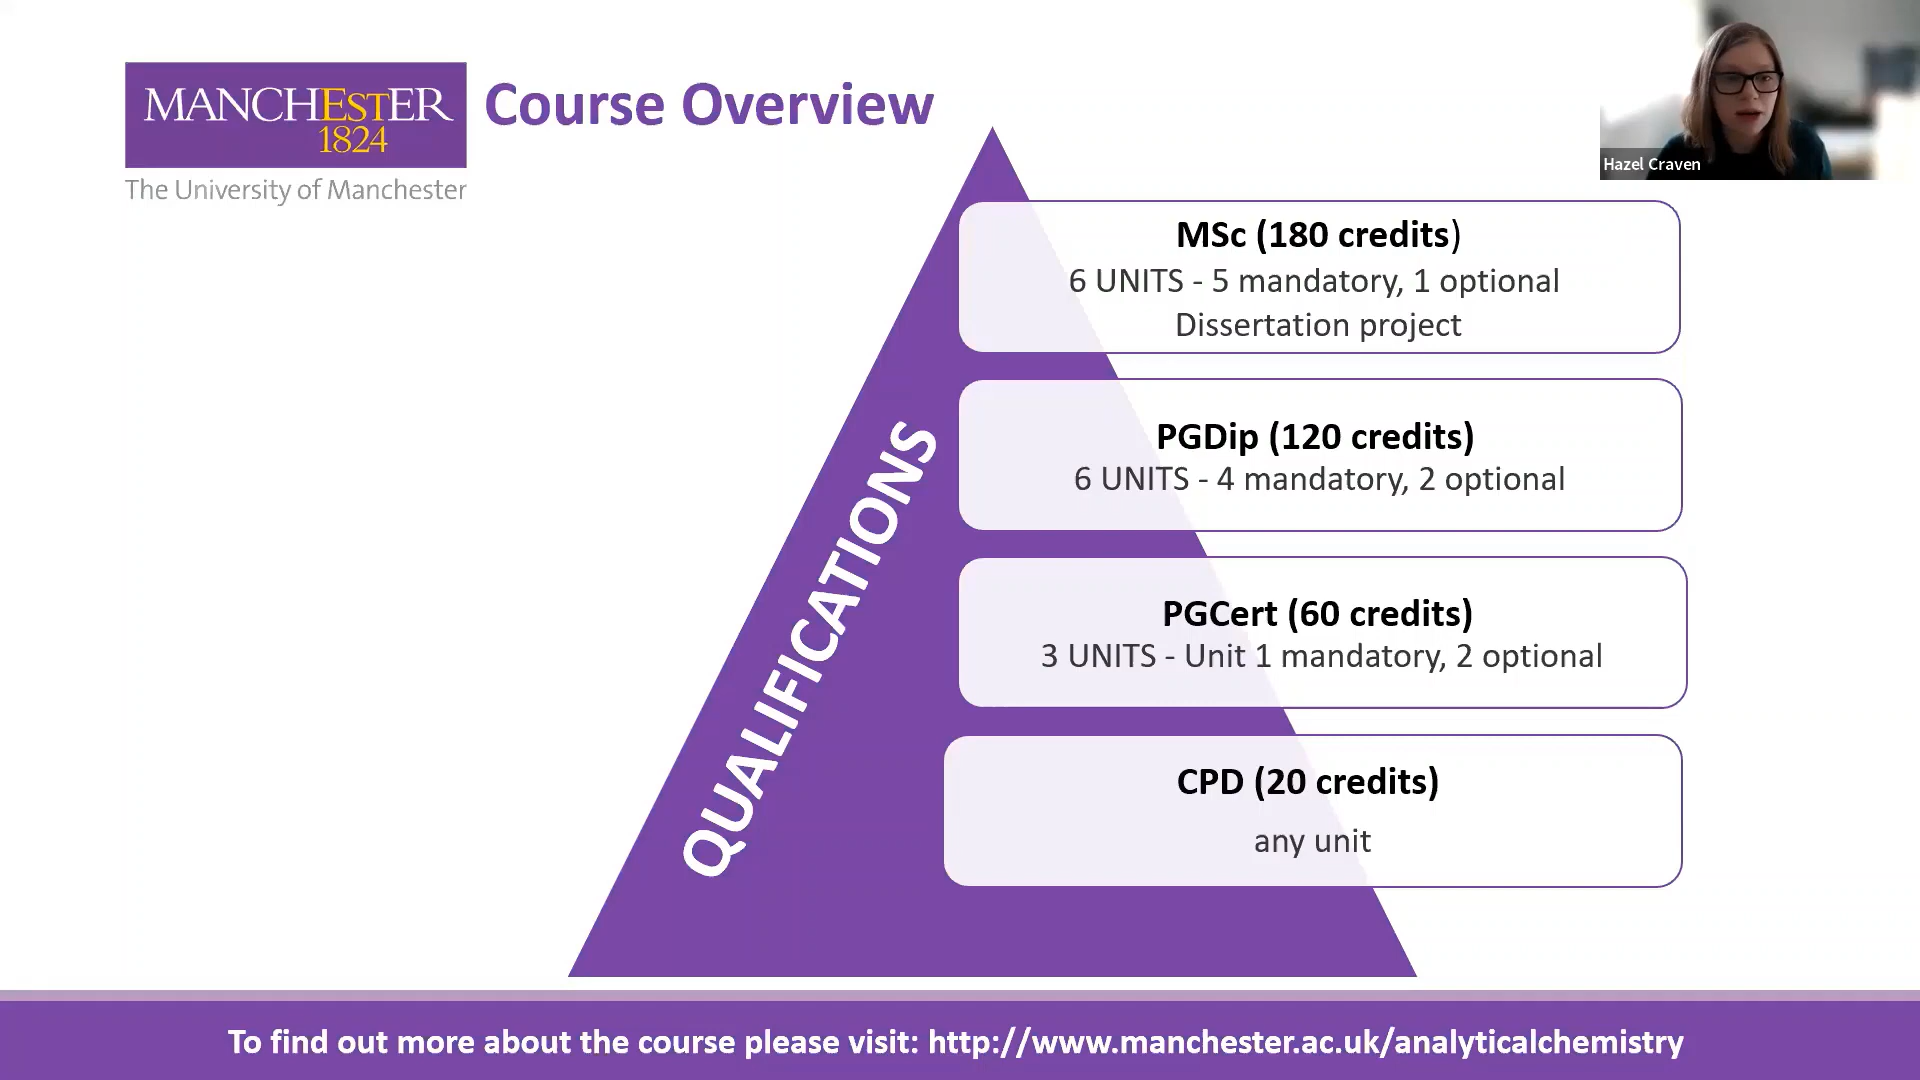 MANCHEstER
1824
The University of Manchester
Course Overview
Hazel Craven
MSc (180 credits)
6 UNITS - 5 mandatory, 1 optional
Dissertation project
PGDip (120 credits)
6 UNITS - 4 mandatory, 2 optional
PGCert (60 credits)
3 UNITS - Unit 1 mandatory, 2 optional
CPD (20 credits)
any unit
QUALIFICATIONS
To find out more about the course please visit: http://www.manchester.ac.uk/analyticalchemistry